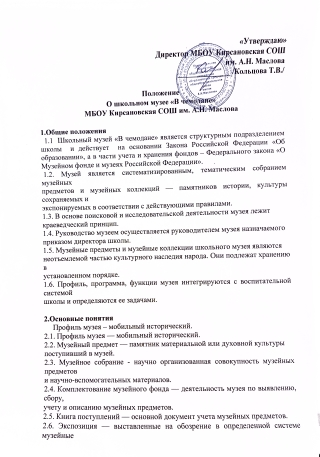 «Утверждаю»
Директор МБОУ Кирсановская СОШ
им. А.Н. Маслова
/Кольцова Т.В./
Положение
О школьном музее «В чемодане»
МБОУ Кирсановская СОШ им. А.Н. Маслова
1.Общие положения
1.1 Школьный музей «В чемодане» является структурным подразделением
школы и действует на основании Закона Российской Федерации «Об
образовании», а в части учета и хранения фондов – Федерального закона «О
Музейном фонде и музеях Российской Федерации».
1.2. Музей является систематизированным, тематическим собранием
музейных
предметов и музейных коллекций — памятников истории, культуры
сохраняемых и
экспонируемых в соответствии с действующими правилами.
1.3. В основе поисковой и исследовательской деятельности музея лежит
краеведческий принцип.
1.4. Руководство музеем осуществляется руководителем музея назначаемого
приказом директора школы.
1.5. Музейные предметы и музейные коллекции школьного музея являются
неотъемлемой частью культурного наследия народа. Они подлежат хранению
в
установленном порядке.
1.6. Профиль, программа, функции музея интегрируются с воспитательной
системой
школы и определяются ее задачами.
2.Основные понятия
Профиль музея – мобильный исторический.
2.1. Профиль музея — мобильный исторический.
2.2. Музейный предмет — памятник материальной или духовной культуры
поступивший в музей.
2.3. Музейное собрание - научно организованная совокупность музейных
предметов
и научно-вспомогательных материалов.
2.4. Комплектование музейного фонда — деятельность музея по выявлению,
сбору,
учету и описанию музейных предметов.
2.5. Книга поступлений — основной документ учета музейных предметов.
2.6. Экспозиция — выставленные на обозрение в определенной системе
музейные